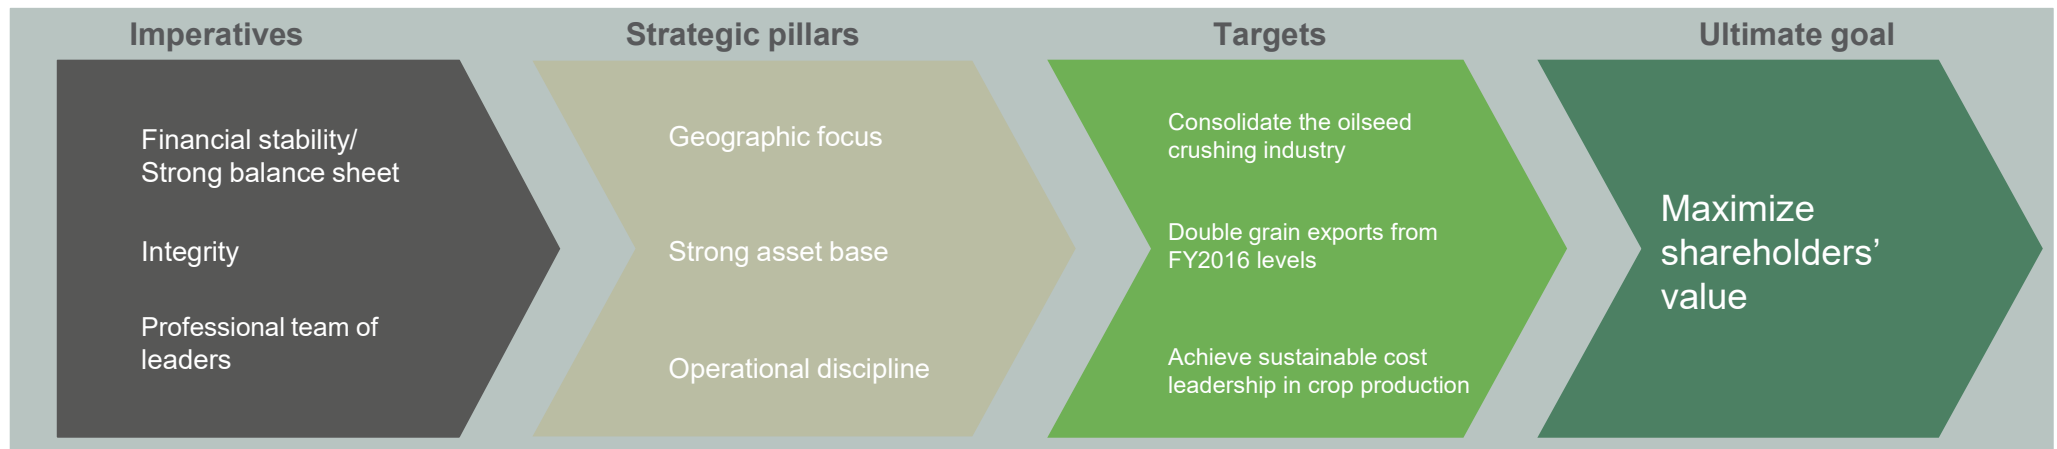 Imperatives
Financial stability/
Strong balance sheet
Integrity
Professional team of
leaders
Strategic pillars
Geographic focus
Strong asset base
Operational discipline
Targets
Consolidate the oilseed
crushing industry
Double grain exports from
FY2016 levels
Achieve sustainable cost
leadership in crop production
Ultimate goal
Maximize
shareholders’
value